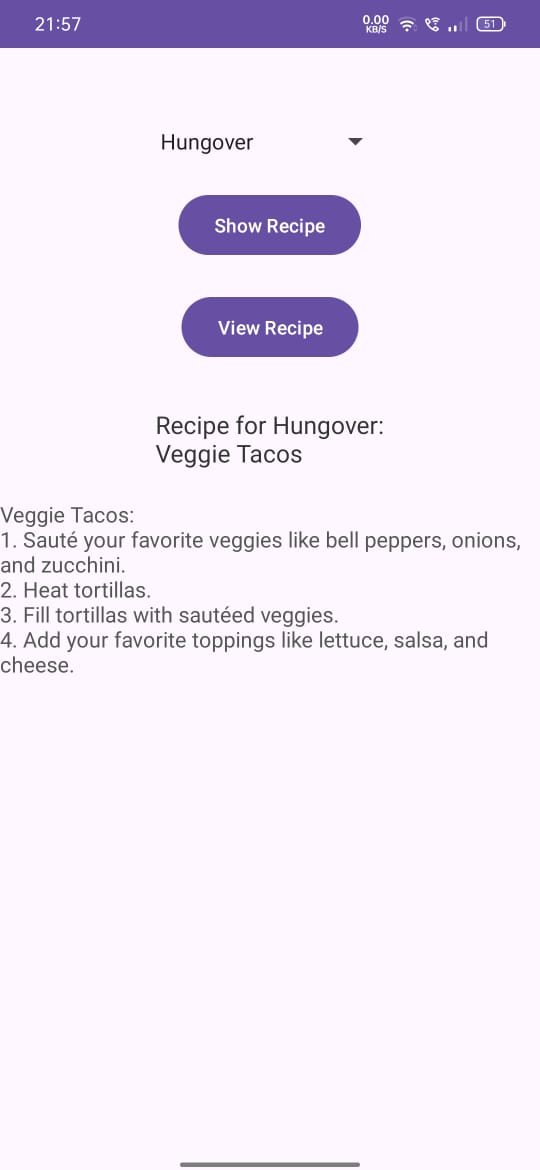 21:57
0.00
KB/S
51
Hungover
Show Recipe
View Recipe
Recipe for Hungover:
Veggie Tacos
Veggie Tacos:
1. Sauté your favorite veggies like bell peppers, onions,
and zucchini.
2. Heat tortillas.
3. Fill tortillas with sautéed veggies.
4. Add your favorite toppings like lettuce, salsa, and
cheese.